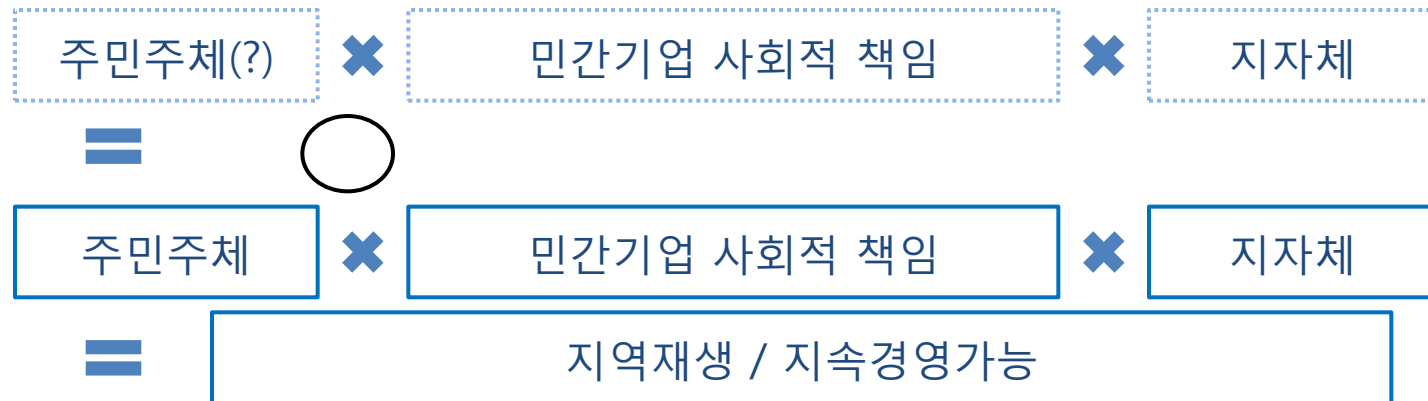 주민주체(?) ✖ 민간기업 사회적 책임 ✖ 지자체
=
주민주체 ✖ 민간기업 사회적 책임 ✖ 지자체
= 지역재생 / 지속경영가능